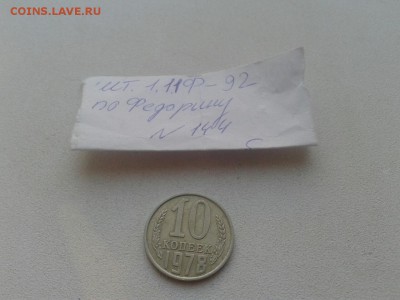 COINS.LAVE.RU
шт. 1.11Ф-92
по Федорину
№ 144
10
КОПЕЕК
1978